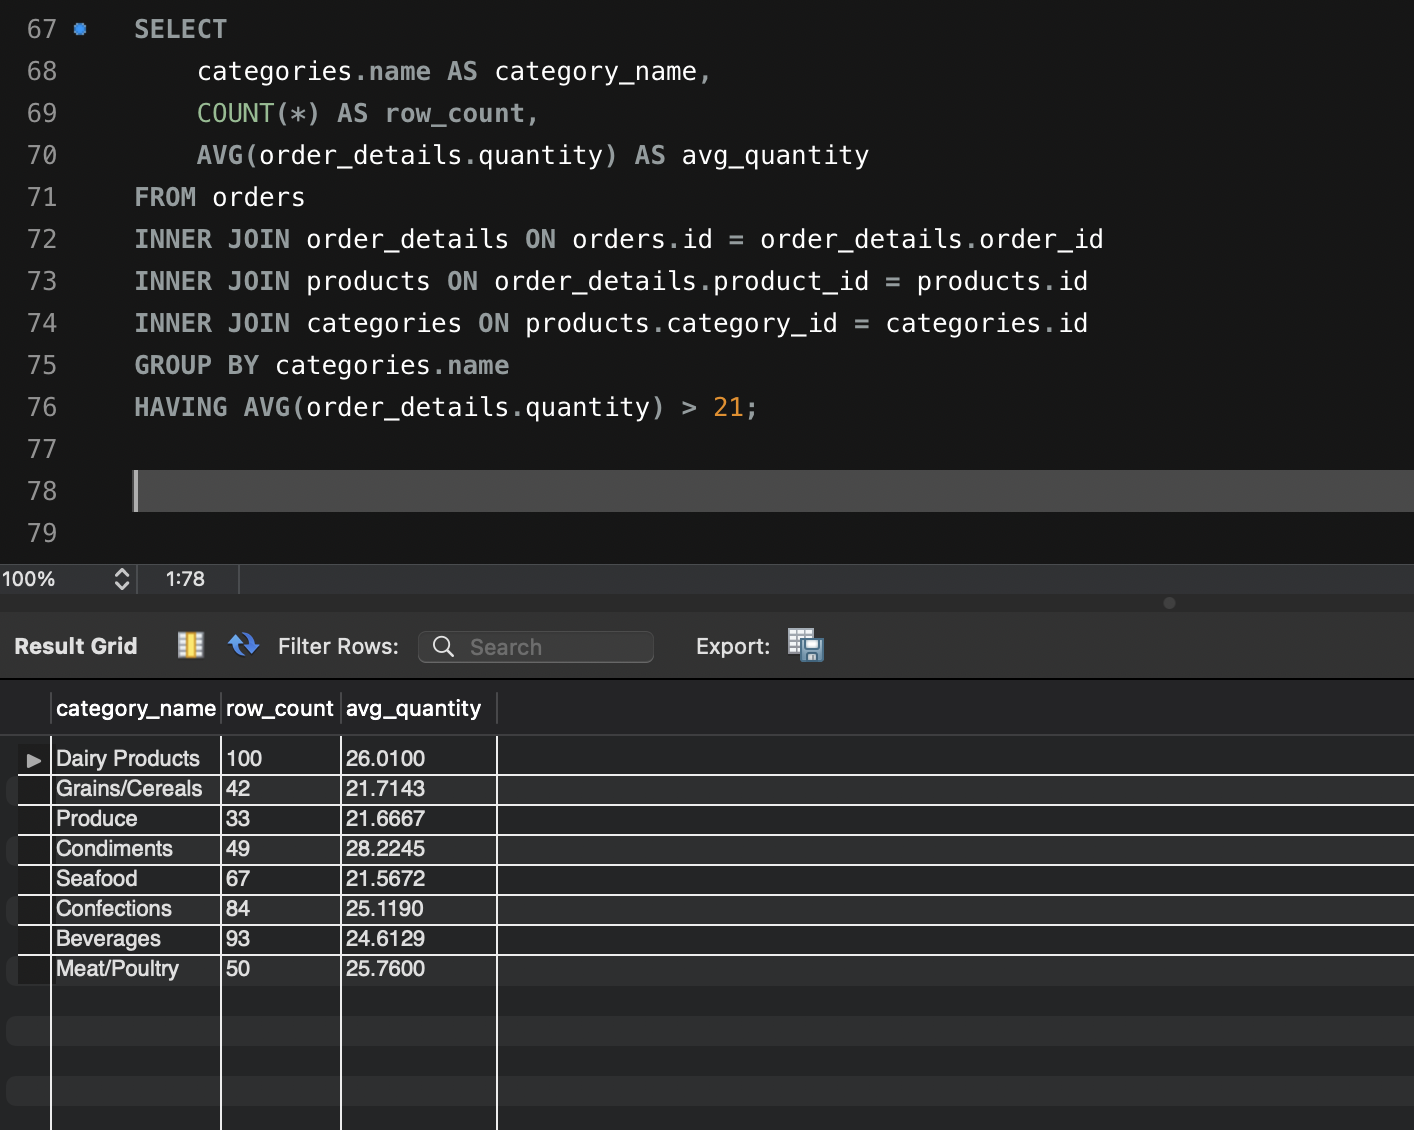 67 SELECT
68 categories.name AS category_name,
69 COUNT(*) AS row_count,
70 AVG(order_details.quantity) AS avg_quantity
71 FROM orders
72 INNER JOIN order_details ON orders.id = order_details.order_id
73 INNER JOIN products ON order_details.product_id = products.id
74 INNER JOIN categories ON products.category_id = categories.id
75 GROUP BY categories.name
76 HAVING AVG(order_details.quantity) > 21;
77
78
79
100% 1:78
Result Grid Filter Rows: Search Export:
category_name row_count avg_quantity
Dairy Products 100 26.0100
Grains/Cereals 42 21.7143
Produce 33 21.6667
Condiments 49 28.2245
Seafood 67 21.5672
Confections 84 25.1190
Beverages 93 24.6129
Meat/Poultry 50 25.7600